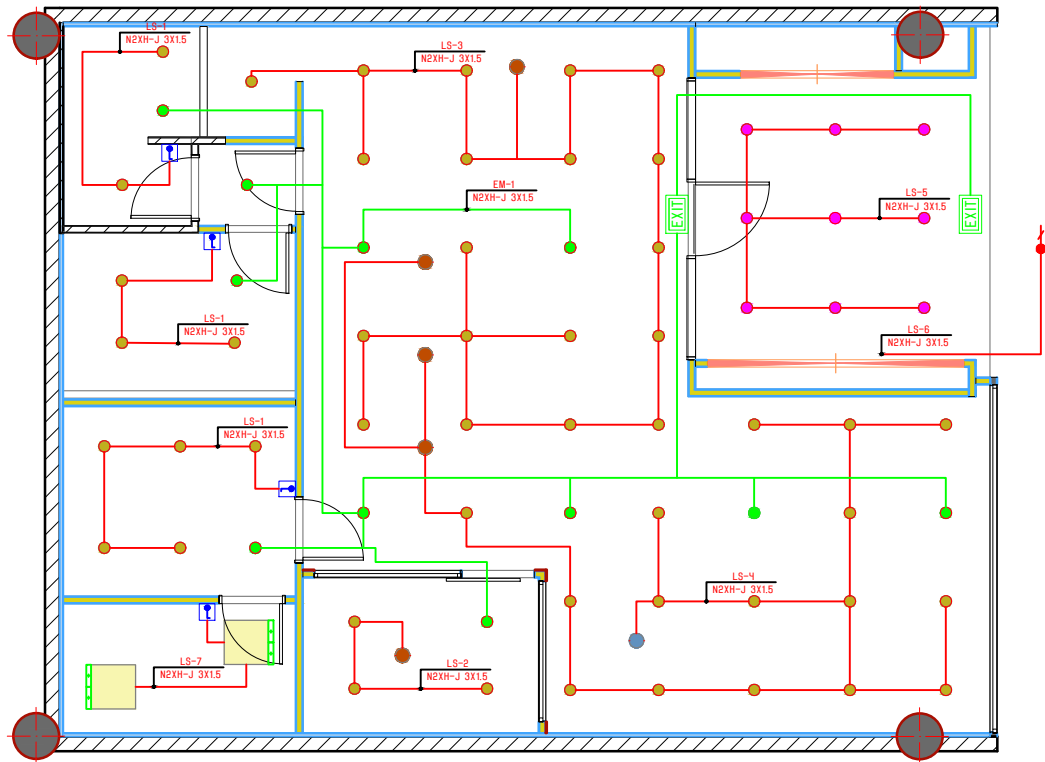 LS-1
N2XH-J 3X1.5
LS-3
N2XH-J 3X1.5
EM-1
N2XH-J 3X1.5
LS-5
N2XH-J 3X1.5
EXIT
EXIT
LS-1
N2XH-J 3X1.5
LS-6
N2XH-J 3X1.5
LS-1
N2XH-J 3X1.5
LS-4
N2XH-J 3X1.5
LS-7
N2XH-J 3X1.5
LS-2
N2XH-J 3X1.5